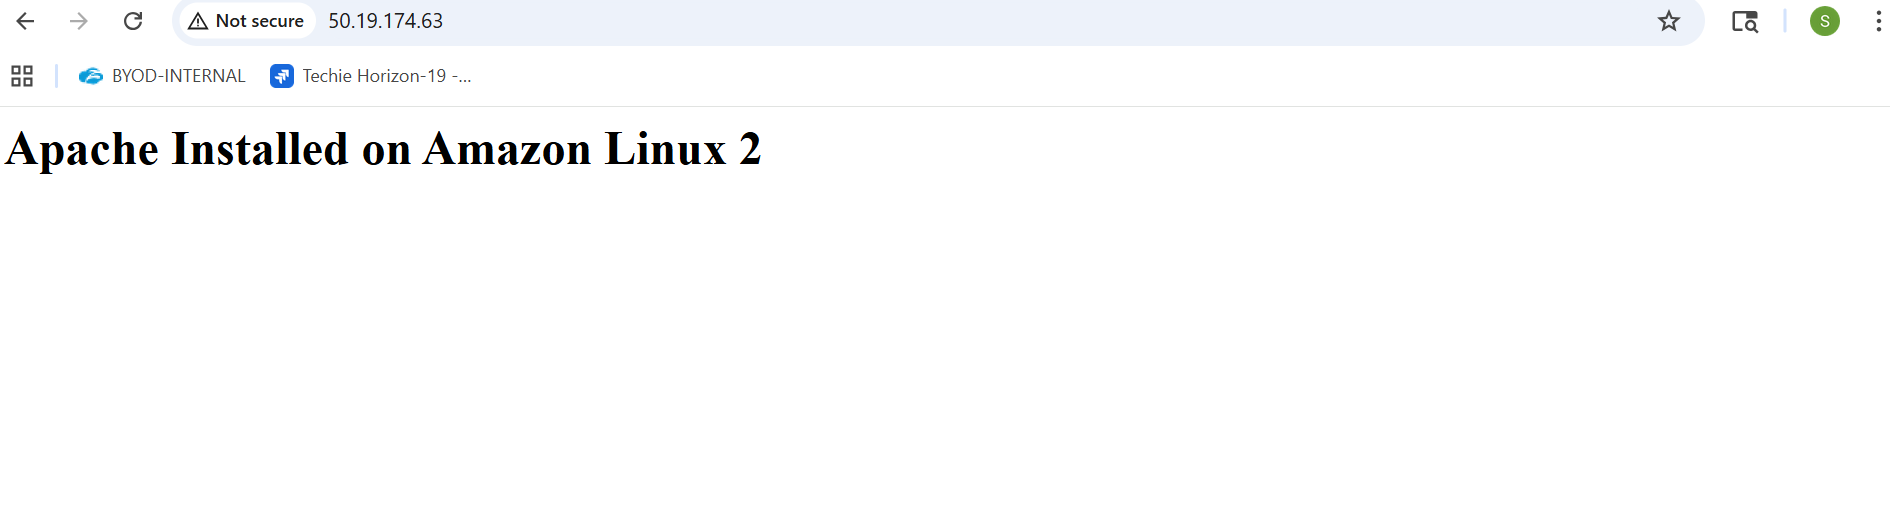 Not secure 50.19.174.63
S
BYOD-INTERNAL Techie Horizon-19 -...
Apache Installed on Amazon Linux 2